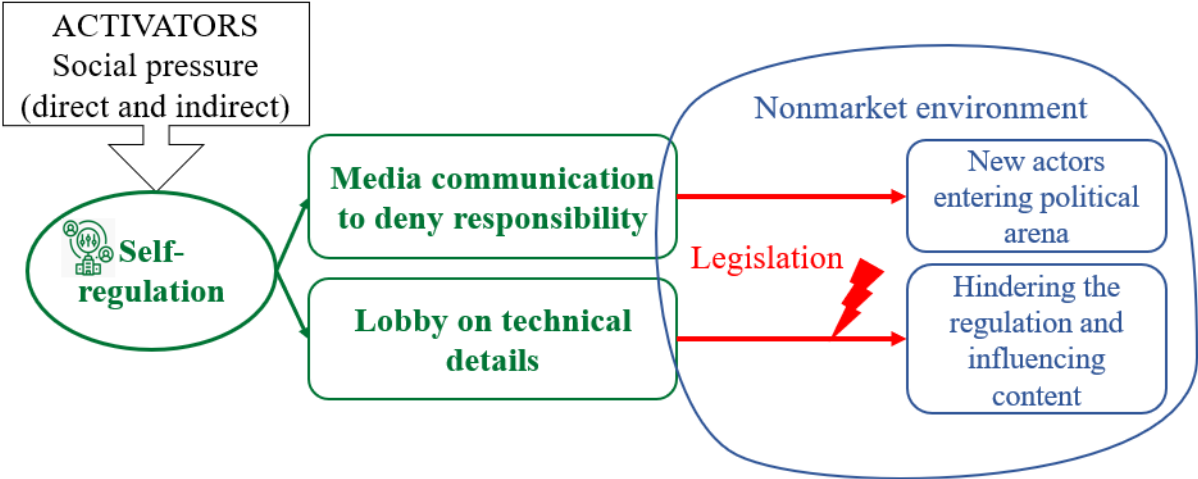 ACTIVATORS
Social pressure
(direct and indirect)
Self-
regulation
Media communication
to deny responsibility
Lobby on technical
details
Nonmarket environment
Legislation
New actors
entering political
arena
Hindering the
regulation and
influencing
content